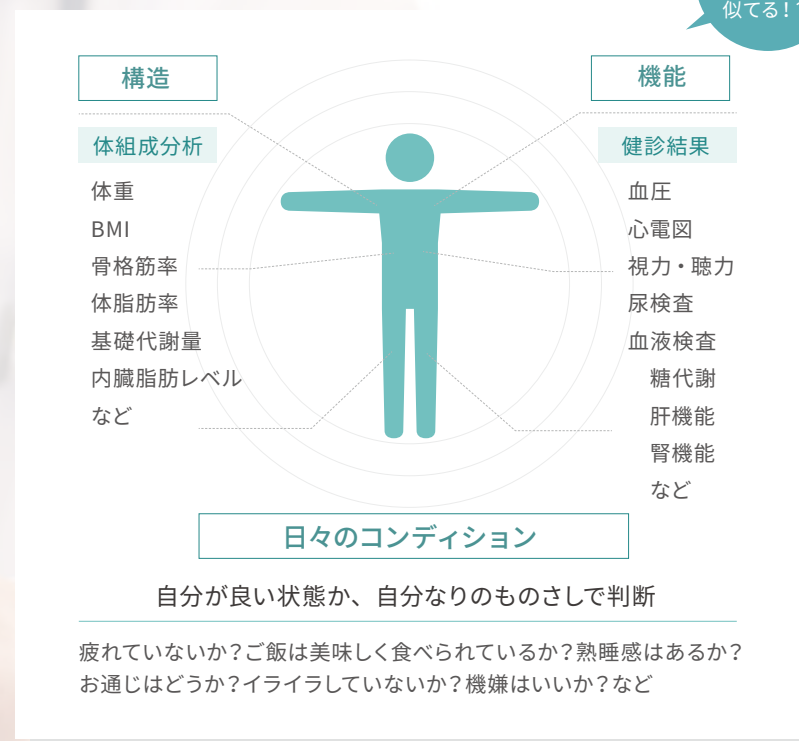 似てる!
構造
体組成分析
体重
BMI
骨格筋率
体脂肪率
基礎代謝量
内臓脂肪レベル
など
機能
健診結果
血圧
心電図
視力・聴力
尿検査
血液検査
糖代謝
肝機能
腎機能
など
日々のコンディション
自分が良い状態か、自分なりのものさしで判断
疲れていないか？ご飯は美味しく食べられているか？熟睡感はあるか？
お通じはどうか？イライラしていないか？機嫌はいいか？など